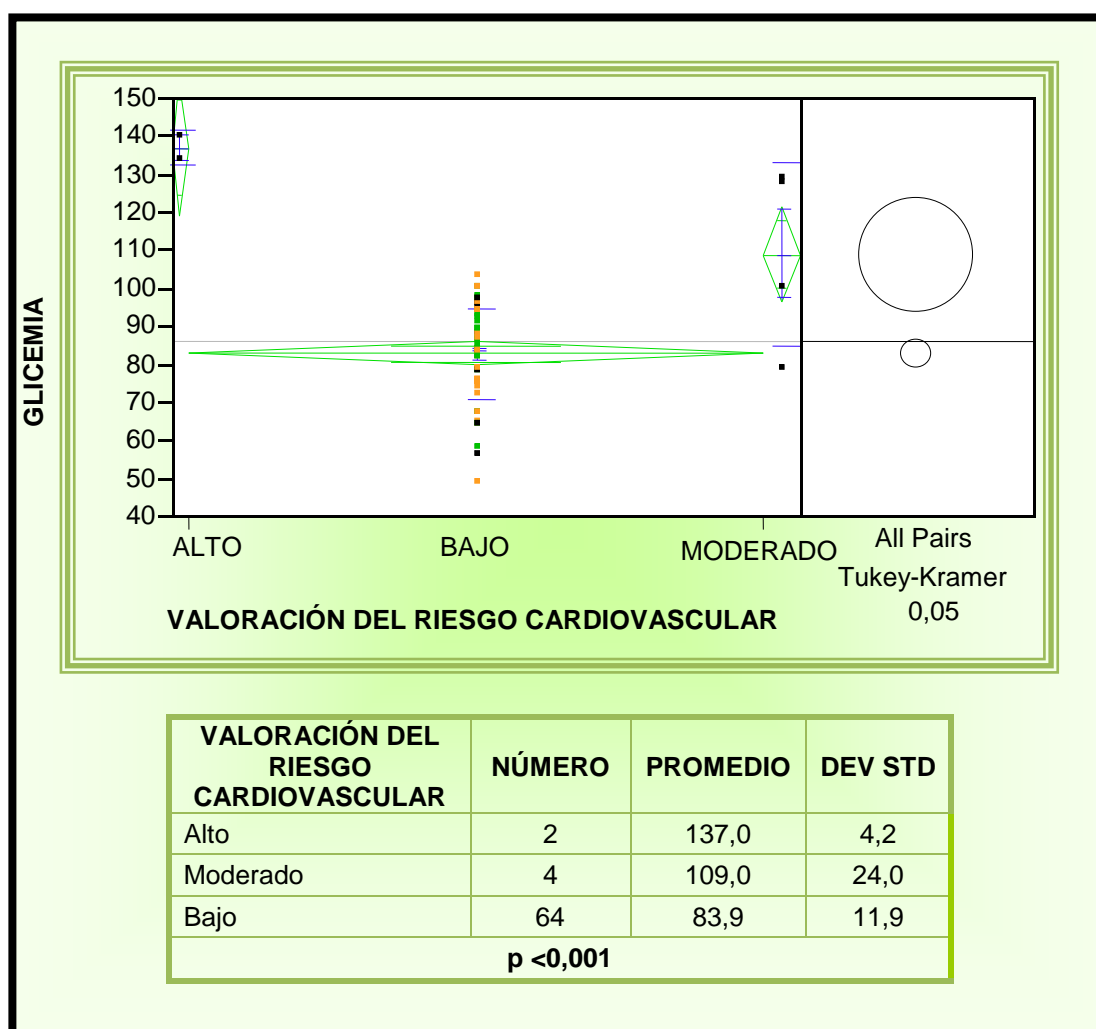 GLICEMIA
150
140
130
120
110
100
90
80
70
60
50
40
ALTO BAJO MODERADO
All Pairs
Tukey-Kramer
0,05
VALORACIÓN DEL RIESGO CARDIOVASCULAR
VALORACIÓN DEL
RIESGO
CARDIOVASCULAR
NÚMERO PROMEDIO DEV STD
Alto 2 137,0 4,2
Moderado 4 109,0 24,0
Bajo 64 83,9 11,9
p <0,001